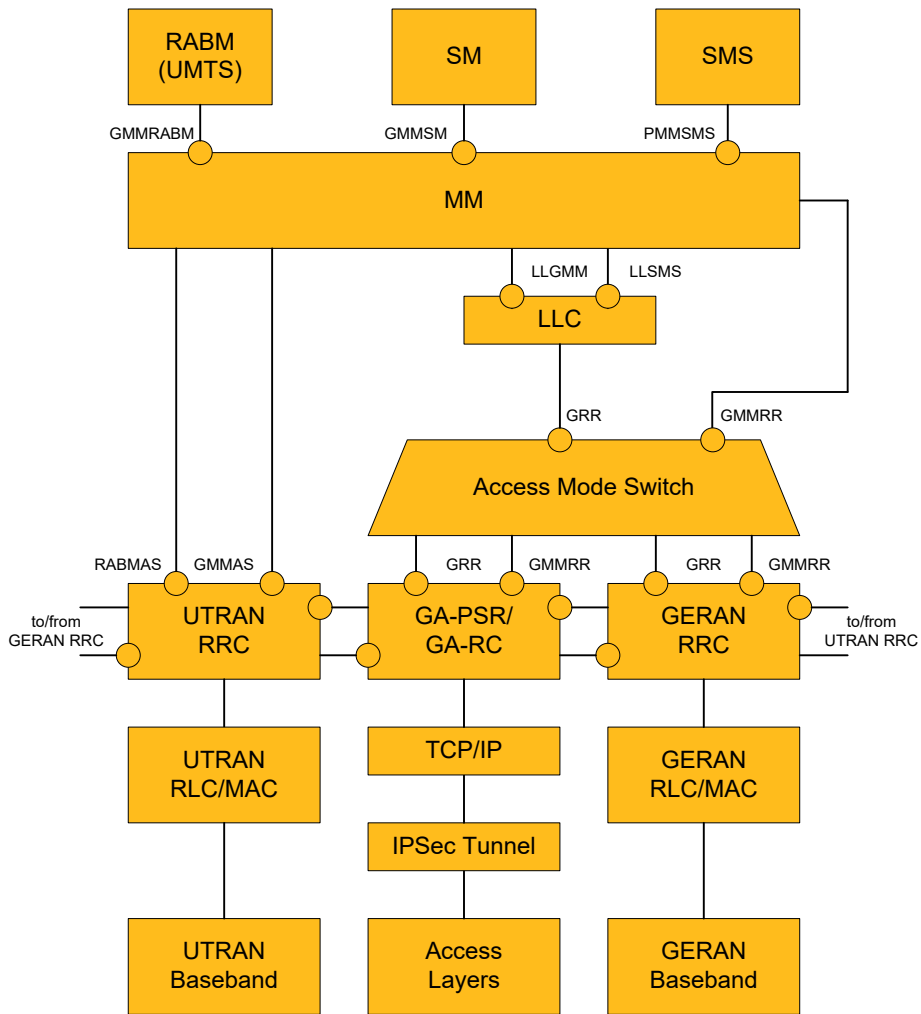 RABM
(UMTS)
SM
SMS
GMMRABM
GMMSM
PMMSMS
MM
LLGMM
LLSMS
LLC
GRR
GMMRR
Access Mode Switch
RABMAS
GMMAS
GRR
GMMRR
GRR
GMMRR
to/from
GERAN RRC
UTRAN
RRC
GA-PSR/
GA-RC
GERAN
RRC
to/from
UTRAN RRC
UTRAN
RLC/MAC
TCP/IP
GERAN
RLC/MAC
IPSec Tunnel
UTRAN
Baseband
Access
Layers
GERAN
Baseband